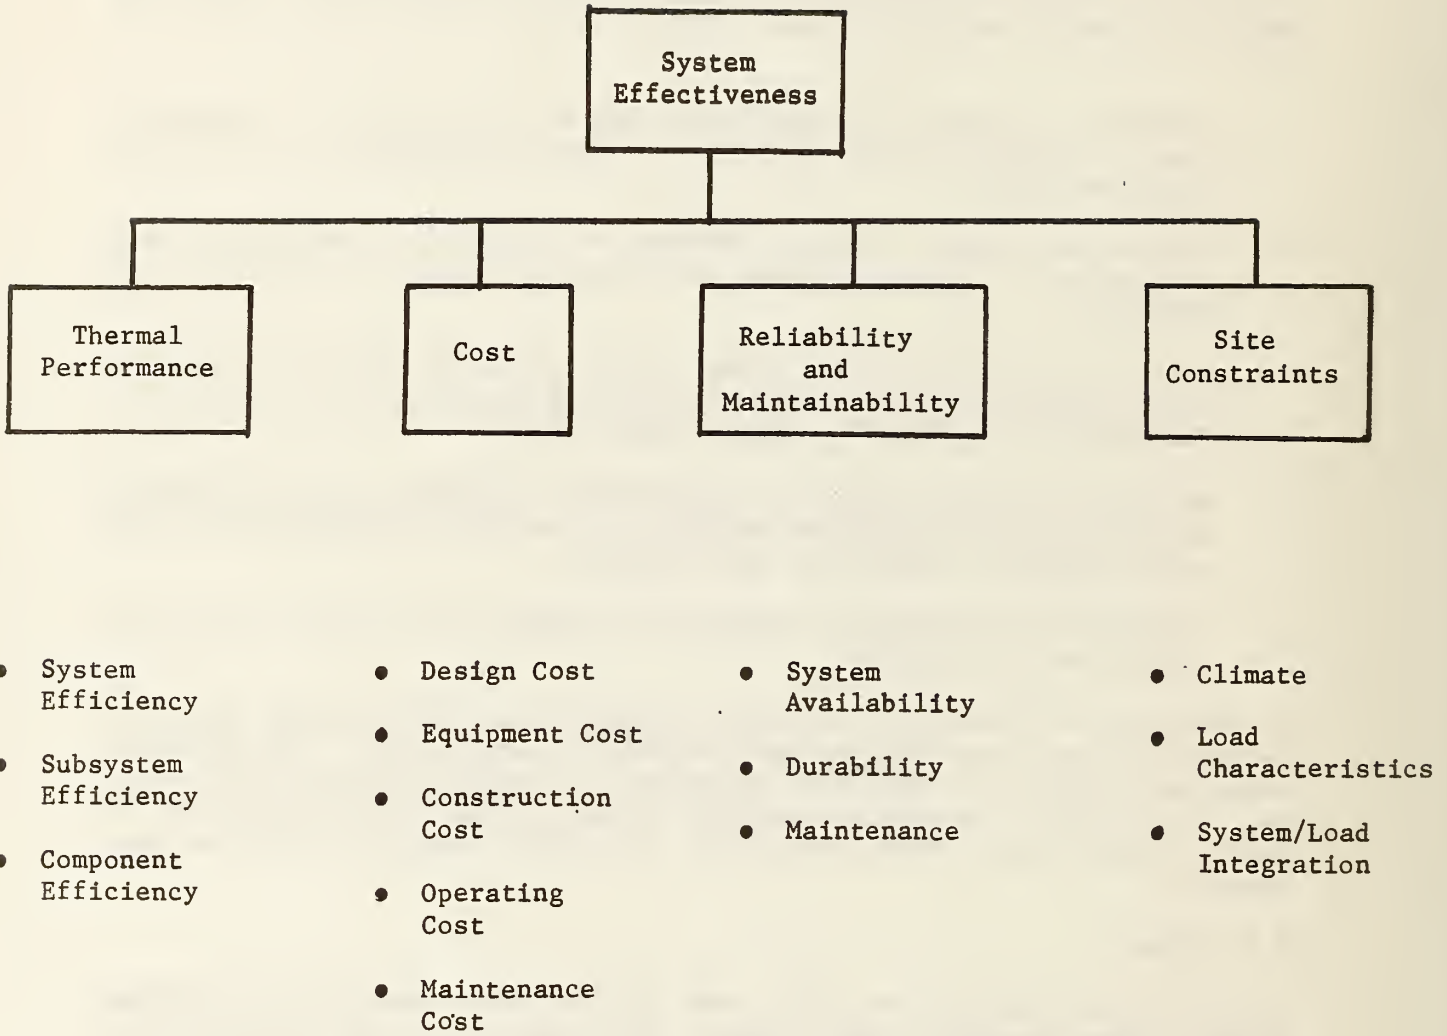 System
Effectiveness
Thermal
Performance
Cost
Reliability
and
Maintainability
Site
Constraints
• System
Efficiency
• Subsystem
Efficiency
• Component
Efficiency
• Design Cost
• Equipment Cost
• Construction
Cost
• Operating
Cost
• Maintenance
Cost
• System
Availability
• Durability
• Maintenance
• Climate
• Load
Characteristics
• System/Load
Integration